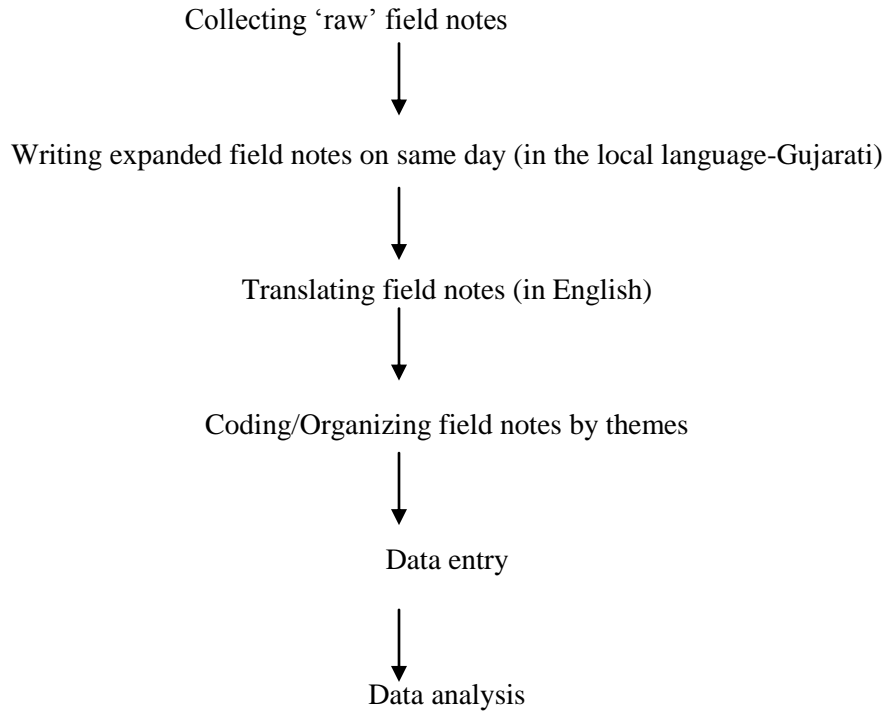 Collecting ‘raw’ field notes
Writing expanded field notes on same day (in the local language-Gujarati)
Translating field notes (in English)
Coding/Organizing field notes by themes
Data entry
Data analysis